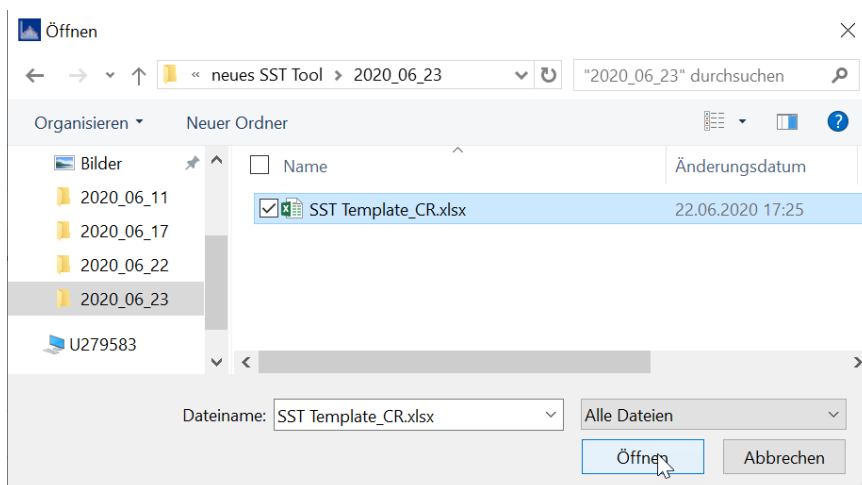 Öffnen
« neues SST Tool > 2020_06_23
"2020_06_23" durchsuchen
Organisieren
Neuer Ordner
?
Bilder
2020_06_11
2020_06_17
2020_06_22
2020_06_23
U279583
Name
Änderungsdatum
SST Template_CR.xlsx
22.06.2020 17:25
Dateiname: SST Template_CR.xlsx
Alle Dateien
Öffnen
Abbrechen